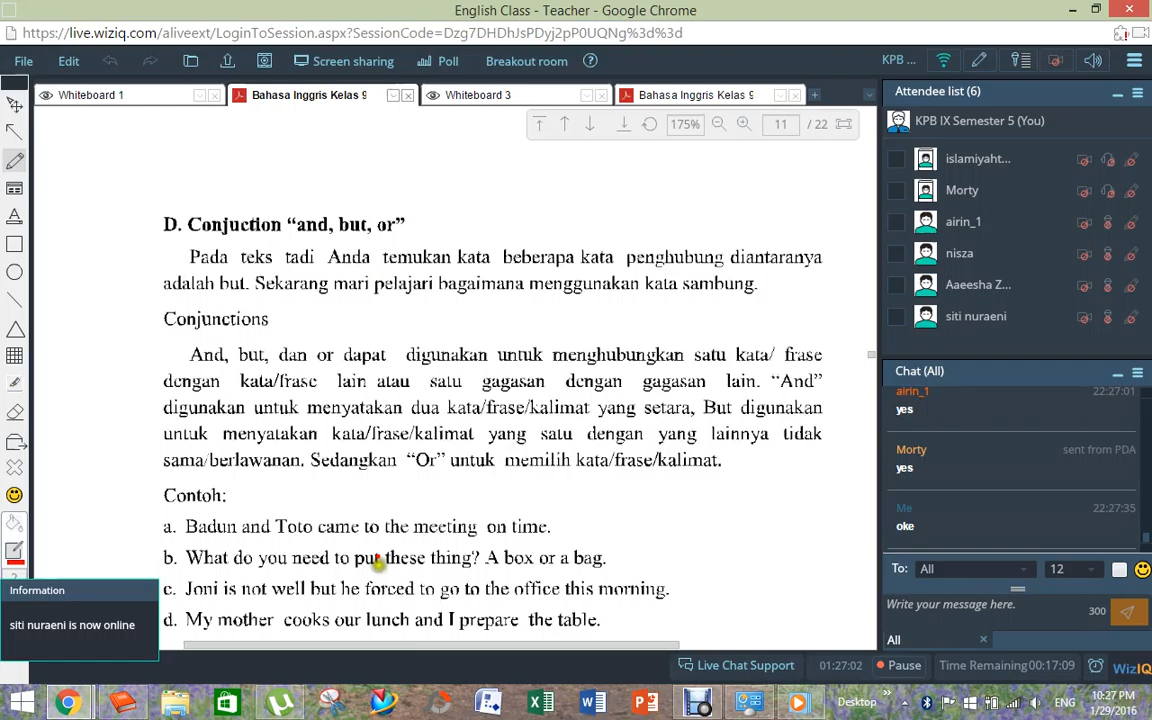 English Class - Teacher - Google Chrome
https://live.wiziq.com/aliveext/LoginToSession.aspx?SessionCode=Dzg7DHDhJsPDyj2pP0UQNg%3d%3d
File Edit Screen sharing Poll Breakout room KPB ...
Whiteboard 1 Bahasa Inggris Kelas 9 Whiteboard 3 Bahasa Inggris Kelas 9
175% 11 / 22
D. Conjuction “and, but, or”
Pada teks tadi Anda temukan kata beberapa kata penghubung diantaranya
adalah but. Sekarang mari pelajari bagaimana menggunakan kata sambung.
Conjunctions
And, but, dan or dapat digunakan untuk menghubungkan satu kata/ frase
dengan kata/frase lain atau satu gagasan dengan gagasan lain. “And”
digunakan untuk menyatakan dua kata/frase/kalimat yang setara, But digunakan
untuk menyatakan kata/frase/kalimat yang satu dengan yang lainnya tidak
sama/berlawanan. Sedangkan “Or” untuk memilih kata/frase/kalimat.
Contoh:
a. Badun and Toto came to the meeting on time.
b. What do you need to put these thing? A box or a bag.
c. Joni is not well but he forced to go to the office this morning.
d. My mother cooks our lunch and I prepare the table.
Information
siti nuraeni is now online
Attendee list (6)
KPB IX Semester 5 (You)
islamiyaht...
Morty
airin_1
nisza
Aaeesha Z...
siti nuraeni
Chat (All)
airin_1 22:27:01
yes
Morty sent from PDA
yes
Me 22:27:35
oke
To: All 12
Write your message here. 300
All
Live Chat Support 01:27:02 Pause Time Remaining 00:17:09 WizIQ
Desktop ENG
10:27 PM
1/29/2016